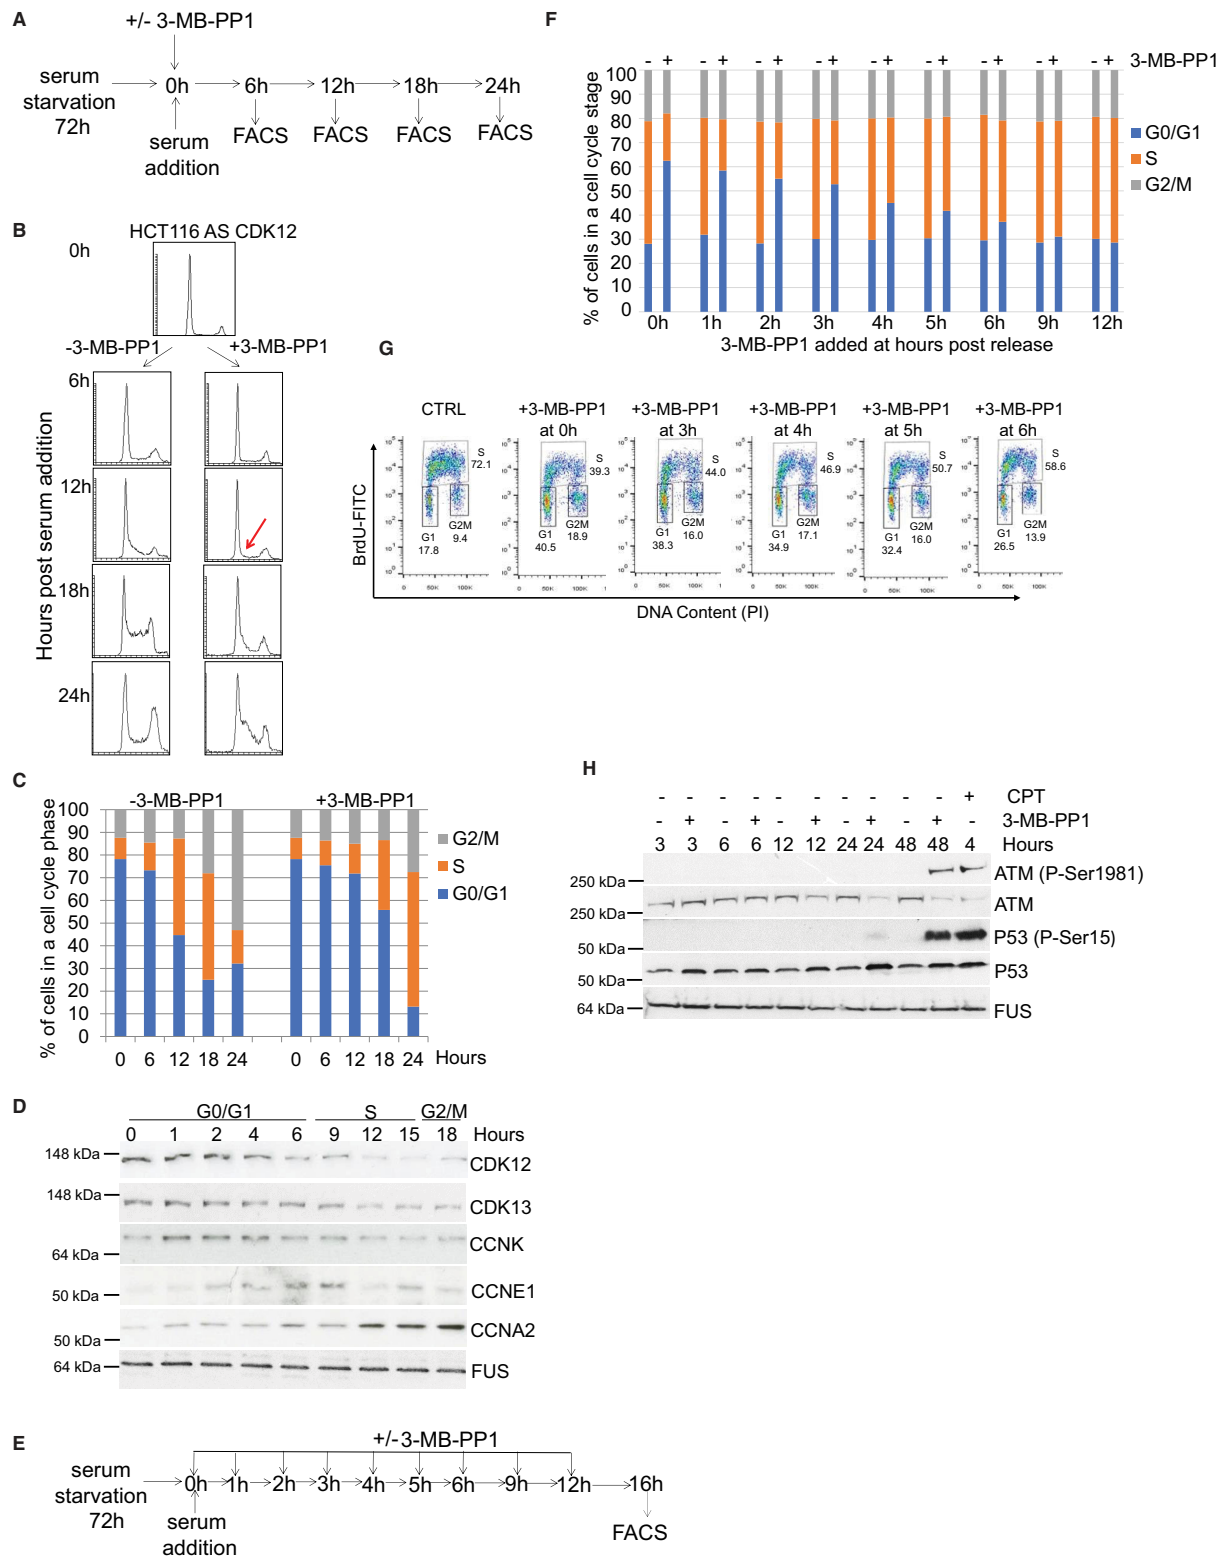 A
+/- 3-MB-PP1
serum
starvation
72h
0h
6h
12h
18h
24h
serum
addition
FACS
FACS
FACS
FACS
B
HCT116 AS CDK12
0h
-3-MB-PP1
+3-MB-PP1
Hours post serum addition
6h
12h
18h
24h
C
% of cells in a cell cycle phase
-3-MB-PP1
+3-MB-PP1
100
90
80
70
60
50
40
30
20
10
0
0 6 12 18 24
0 6 12 18 24
Hours
G2/M
S
G0/G1
D
G0/G1
S
G2/M
0 1 2 4 6 9 12 15 18 Hours
148 kDa
CDK12
148 kDa
CDK13
CCNK
64 kDa
CCNE1
50 kDa
CCNA2
50 kDa
64 kDa
FUS
E
+/-3-MB-PP1
serum
starvation
72h
0h 1h 2h 3h 4h 5h 6h 9h 12h 16h
serum
addition
FACS
F
- + - + - + - + - + - + - + - + - + 3-MB-PP1
% of cells in a cell cycle stage
100
90
80
70
60
50
40
30
20
10
0
0h 1h 2h 3h 4h 5h 6h 9h 12h
3-MB-PP1 added at hours post release
G0/G1
S
G2/M
G
BrdU-FITC
CTRL
S
72.1
G1
17.8
G2M
9.4
+3-MB-PP1
at 0h
S
39.3
G1
40.5
G2M
18.9
+3-MB-PP1
at 3h
S
44.0
G1
38.3
G2M
16.0
+3-MB-PP1
at 4h
S
46.9
G1
34.9
G2M
17.1
+3-MB-PP1
at 5h
S
50.7
G1
32.4
G2M
16.0
+3-MB-PP1
at 6h
S
58.6
G1
26.5
G2M
13.9
DNA Content (PI)
H
- - - - - - - - - + CPT
- + - + - + - + - + - 3-MB-PP1
3 3 6 6 12 12 24 24 48 48 4 Hours
250 kDa
ATM (P-Ser1981)
250 kDa
ATM
50 kDa
P53 (P-Ser15)
50 kDa
P53
64 kDa
FUS